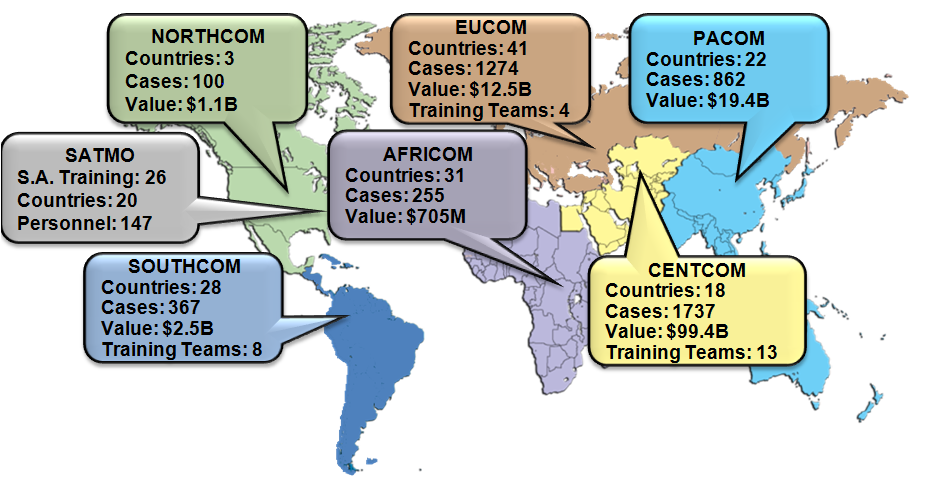 NORTHCOM
Countries: 3
Cases: 100
Value: $1.1B
EUCOM
Countries: 41
Cases: 1274
Value: $12.5B
Training Teams: 4
PACOM
Countries: 22
Cases: 862
Value: $19.4B
SATMO
S.A. Training: 26
Countries: 20
Personnel: 147
AFRICOM
Countries: 31
Cases: 255
Value: $705M
SOUTHCOM
Countries: 28
Cases: 367
Value: $2.5B
Training Teams: 8
CENTCOM
Countries: 18
Cases: 1737
Value: $99.4B
Training Teams: 13